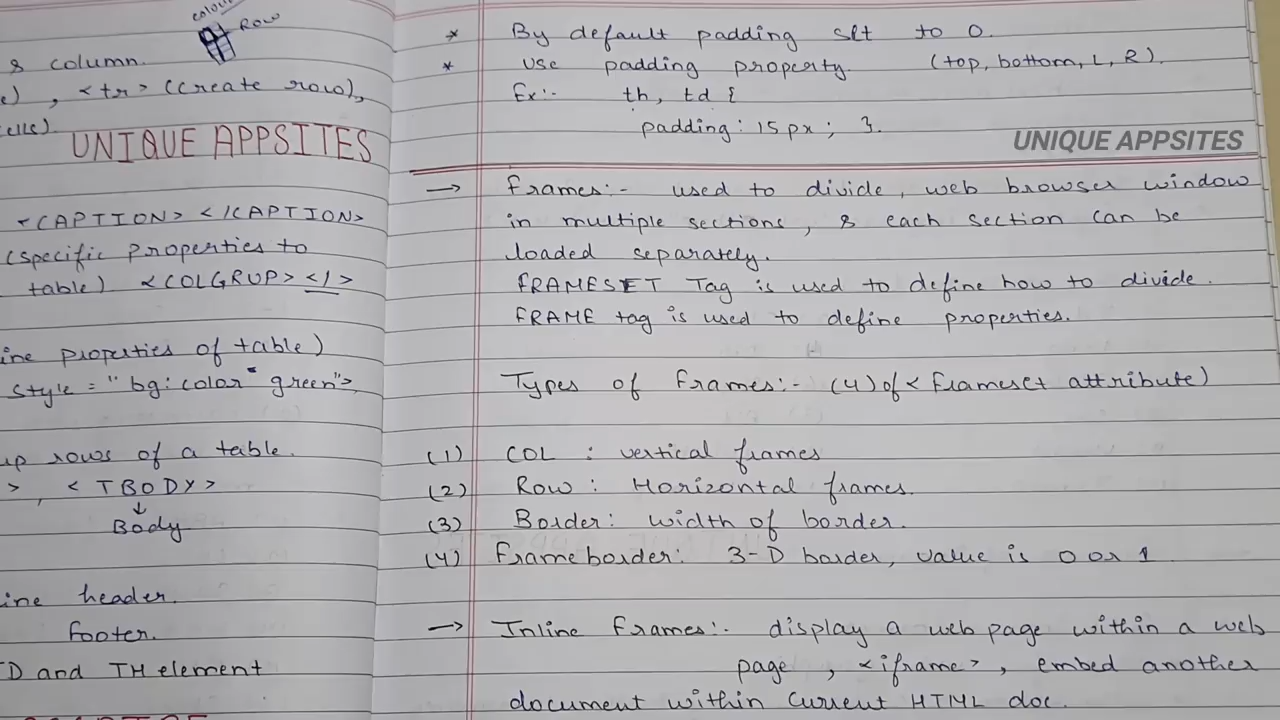 colour
Row
& column.
, <tr> (create row),
UNIQUE APPSITES
<CAPTION> </CAPTION>
(specific properties to
table) <COLGRUP> </>
ine properties of table)
Style = "bg: color" green">
up rows of a table.
> , <TBODY>
↓
Body
ine header.
footer.
TD and TH element
* By default padding set to 0.
* Use padding property. (top, bottom, L, R).
Ex:- th, td {
padding: 15px; }.
UNIQUE APPSITES
→ Frames:- used to divide, web browser window
in multiple sections, & each section can be
loaded separately.
FRAMESET Tag is used to define how to divide.
FRAME tag is used to define properties.
Types of Frames:- (4) of < Frameset attribute)
(1) COL : vertical frames
(2) Row : Horizontal frames.
(3) Border: width of border.
(4) Frameborder: 3-D border, value is 0 or 1
→ Inline Frames:- display a web page within a web
page , <iframe> , embed another
document within current HTML doc.